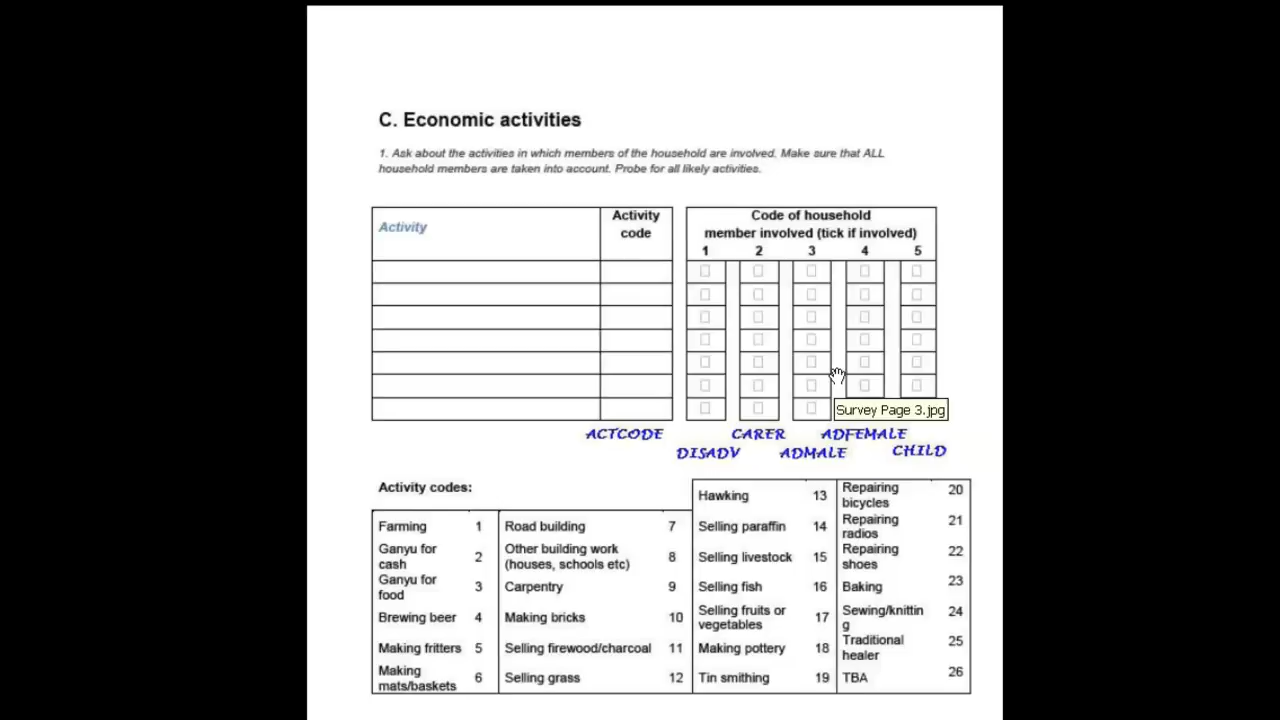 C. Economic activities
1. Ask about the activities in which members of the household are involved. Make sure that ALL
household members are taken into account. Probe for all likely activities.
Activity
Activity
code
Code of household
member involved (tick if involved)
1 2 3 4 5
Survey Page 3.jpg
ACTCODE
CARER
ADFEMALE
DISADV
ADMALE
CHILD
Activity codes:
Farming 1
Ganyu for
cash 2
Ganyu for
food 3
Brewing beer 4
Making fritters 5
Making
mats/baskets 6
Road building 7
Other building work
(houses, schools etc) 8
Carpentry 9
Making bricks 10
Selling firewood/charcoal 11
Selling grass 12
Hawking 13
Selling paraffin 14
Selling livestock 15
Selling fish 16
Selling fruits or
vegetables 17
Making pottery 18
Tin smithing 19
Repairing
bicycles 20
Repairing
radios 21
Repairing
shoes 22
Baking 23
Sewing/knittin
g 24
Traditional
healer 25
TBA 26